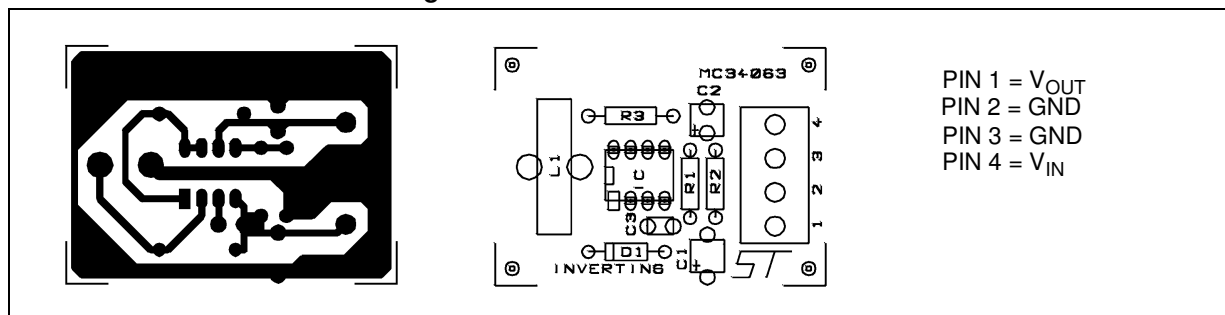 MC34063
C2
R3
4
L1
3
IC
R1
R2
2
C3
1
D1
C1
INVERTING
ST
PIN 1 = VOUT
PIN 2 = GND
PIN 3 = GND
PIN 4 = VIN